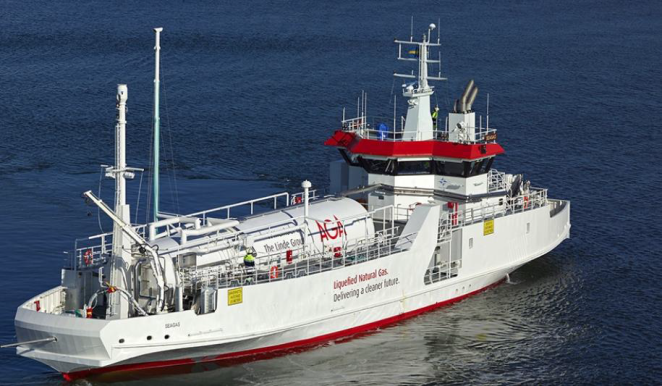 AGA
The Linde Group
Liquefied Natural Gas.
Delivering a cleaner future.
SEAGAS